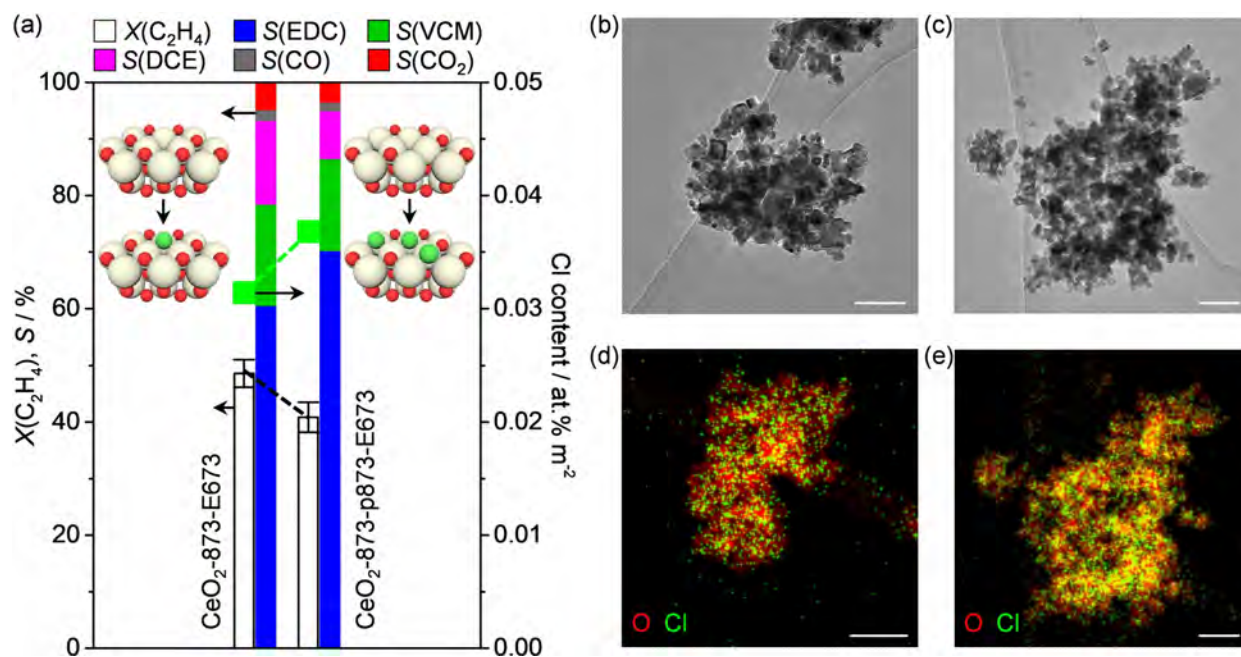 (a)
X(C₂H₄) S(EDC) S(VCM)
S(DCE) S(CO) S(CO₂)
100
80
60
40
20
0
X(C₂H₄), S / %
CeO₂-873-E673
CeO₂-873-p873-E673
0.05
0.04
0.03
0.02
0.01
0.00
Cl content / at.% m⁻²
(b)
(c)
(d)
O Cl
(e)
O Cl